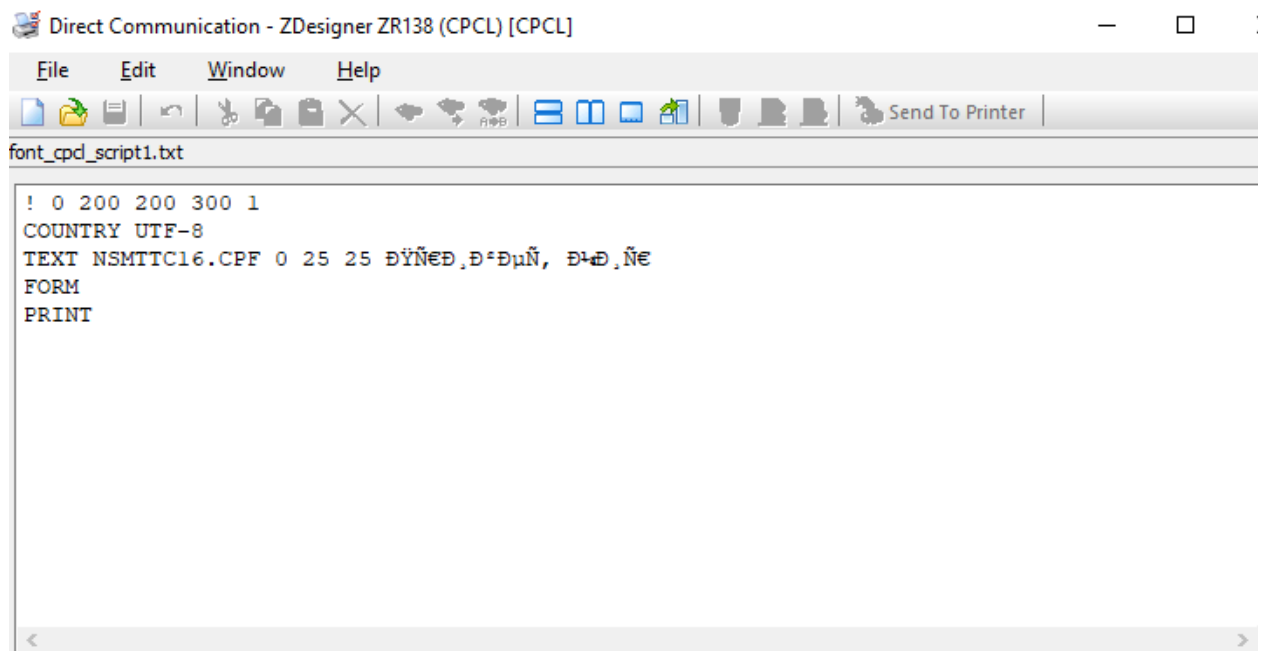 Direct Communication - ZDesigner ZR138 (CPCL) [CPCL]
File Edit Window Help
Send To Printer
font_cpcl_script1.txt
! 0 200 200 300 1
COUNTRY UTF-8
TEXT NSMTTC16.CPF 0 25 25 ÐŸÑ€Ð¸Ð²ÐµÑ, Ð¼Ð¸Ñ€
FORM
PRINT